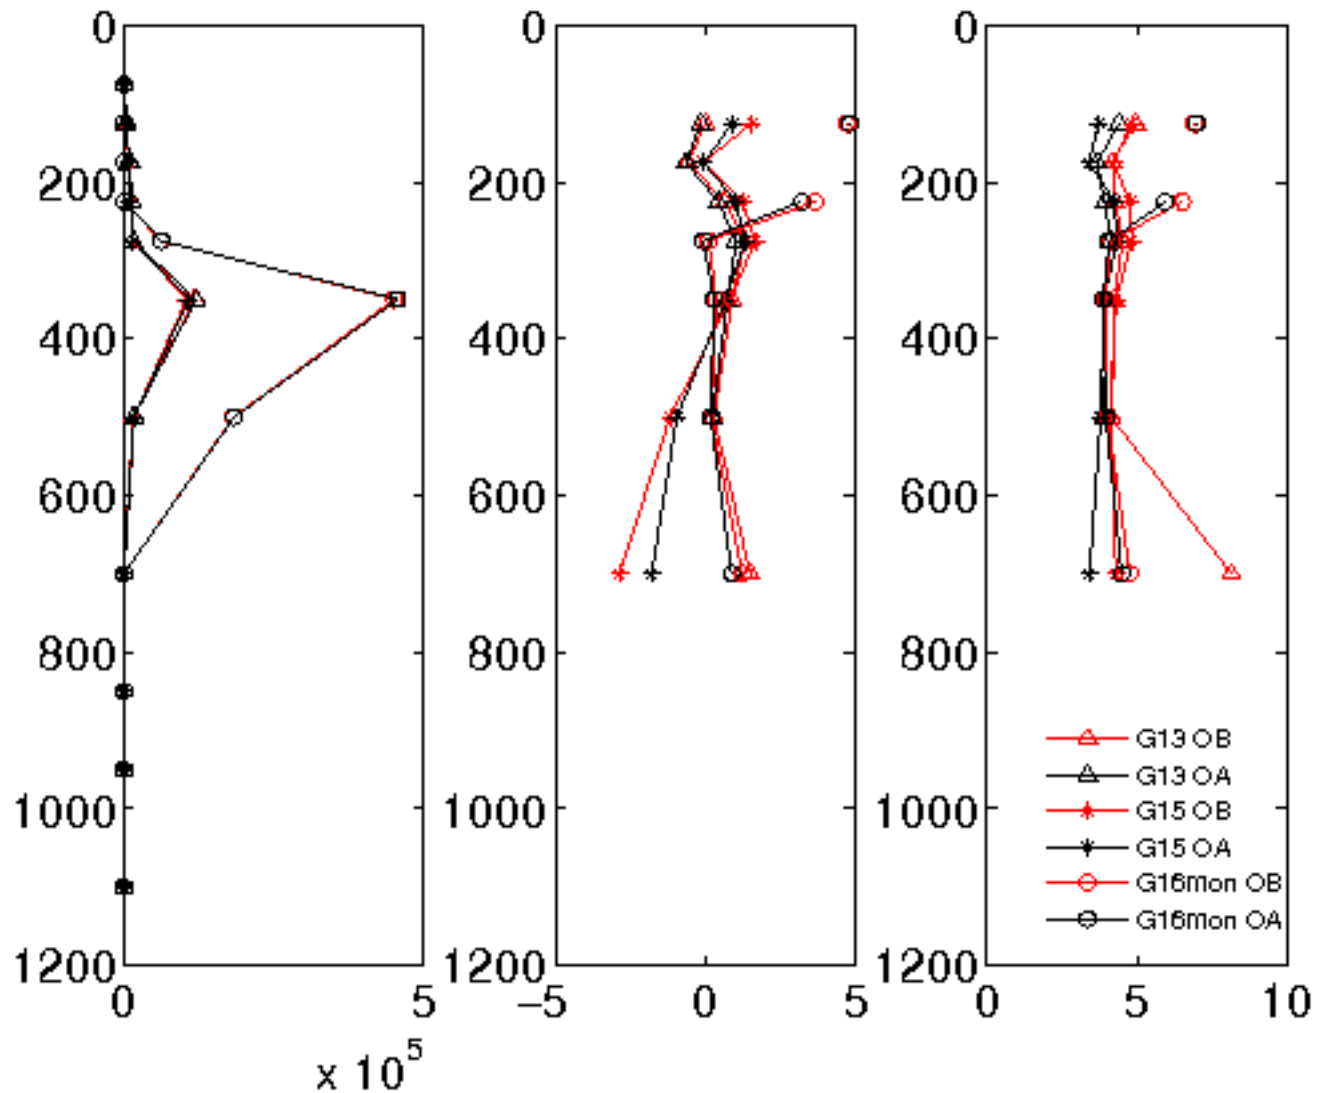 0 0 0
200 200 200
400 400 400
600 600 600
800 800 800
G13 OB
G13 OA
1000 1000 1000
G15 OB
G15 OA
G16mon OB
G16mon OA
1200 1200 1200
0 5 −5 0 5 0 5 10
x 10^5